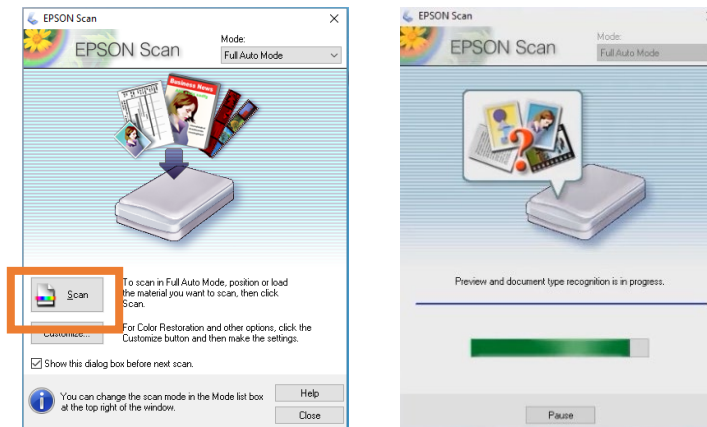 EPSON Scan
EPSON Scan
Mode:
Full Auto Mode
Business News
Scan
To scan in Full Auto Mode, position or load
the material you want to scan, then click
Scan.
Customize...
For Color Restoration and other options, click the
Customize button and then make the settings.
Show this dialog box before next scan.
You can change the scan mode in the Mode list box
at the top right of the window.
Help
Close
EPSON Scan
EPSON Scan
Mode:
Full Auto Mode
Preview and document type recognition is in progress.
Pause